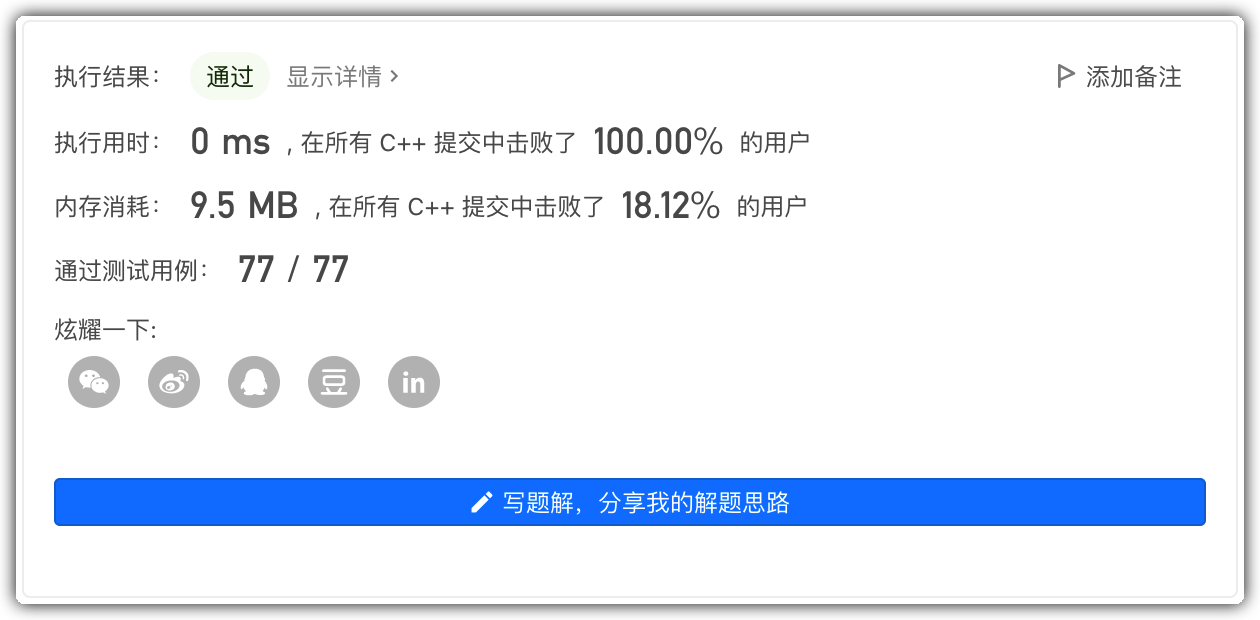 执行结果： 通过 显示详情 › 添加备注
执行用时： 0 ms , 在所有 C++ 提交中击败了 100.00% 的用户
内存消耗： 9.5 MB , 在所有 C++ 提交中击败了 18.12% 的用户
通过测试用例： 77 / 77
炫耀一下:
豆 in
写题解，分享我的解题思路